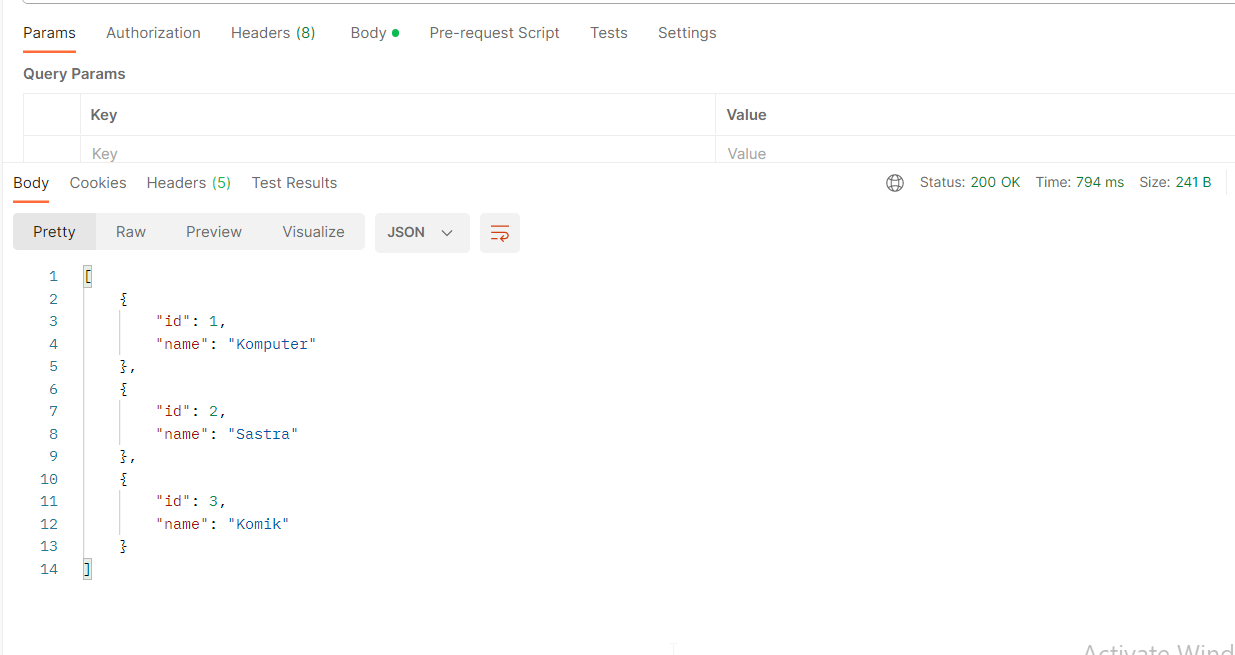 Params Authorization Headers (8) Body Pre-request Script Tests Settings
Query Params
Key Value
Key Value
Body Cookies Headers (5) Test Results Status: 200 OK Time: 794 ms Size: 241 B
Pretty Raw Preview Visualize JSON
1 [
2 {
3 "id": 1,
4 "name": "Komputer"
5 },
6 {
7 "id": 2,
8 "name": "Sastra"
9 },
10 {
11 "id": 3,
12 "name": "Komik"
13 }
14 ]
Activate Wind